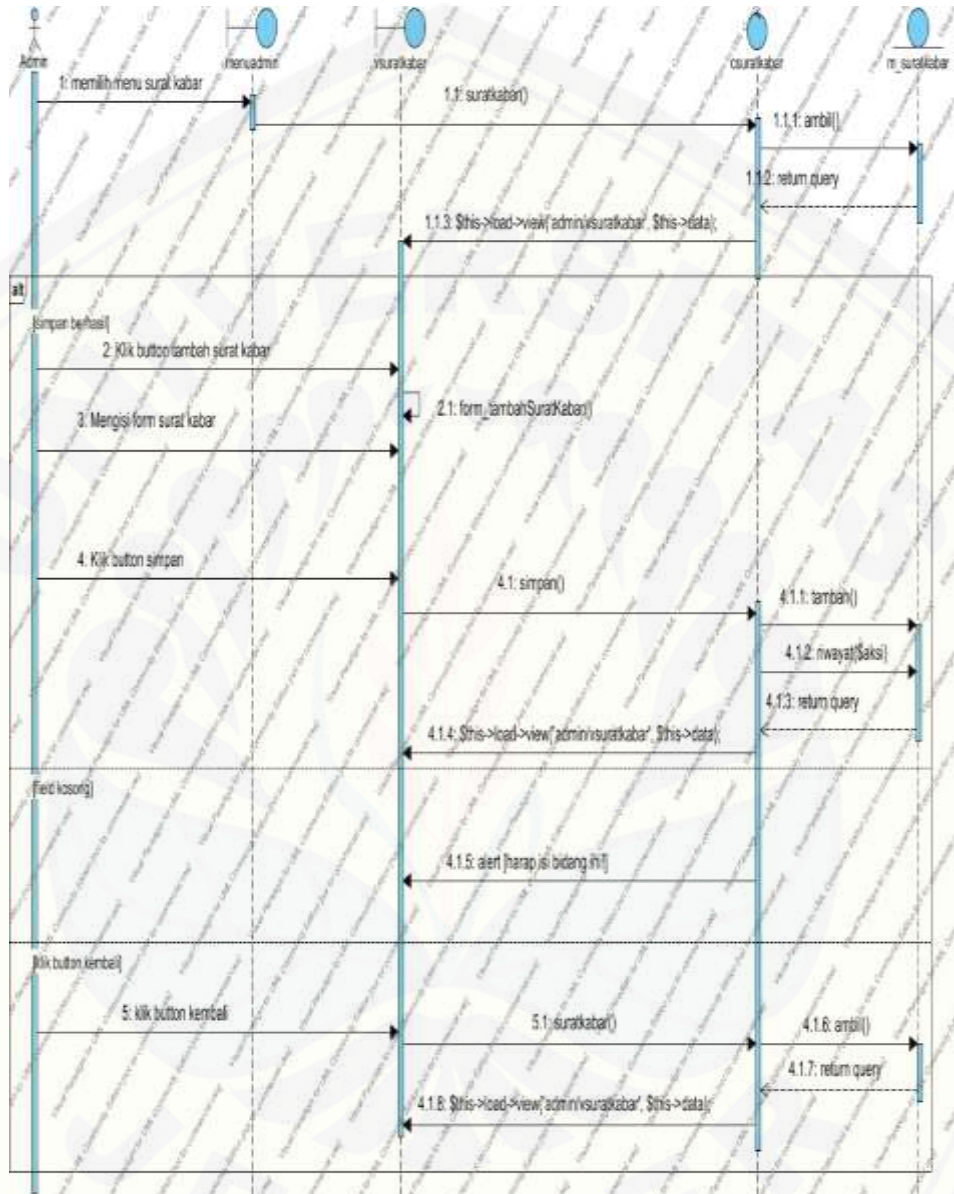 Admin
menuadmin
vsuratkabar
csuratkabar
m_suratkabar
1: memilih menu surat kabar
1.1: suratkabar()
1.1.1: ambil()
1.1.2: return query
1.1.3: $this->load->view('admin/vsuratkabar', $this->data);
alt
[simpan berhasil]
2: Klik button tambah surat kabar
2.1: form_tambahSuratKabar()
3: Mengisi form surat kabar
4: Klik button simpan
4.1: simpan()
4.1.1: tambah()
4.1.2: riwayat($aksi)
4.1.3: return query
4.1.4: $this->load->view('admin/vsuratkabar', $this->data);
[field kosong]
4.1.5: alert [harap isi bidang ini!]
[klik button kembali]
5: klik button kembali
5.1: suratkabar()
4.1.6: ambil()
4.1.7: return query
4.1.8: $this->load->view('admin/vsuratkabar', $this->data);